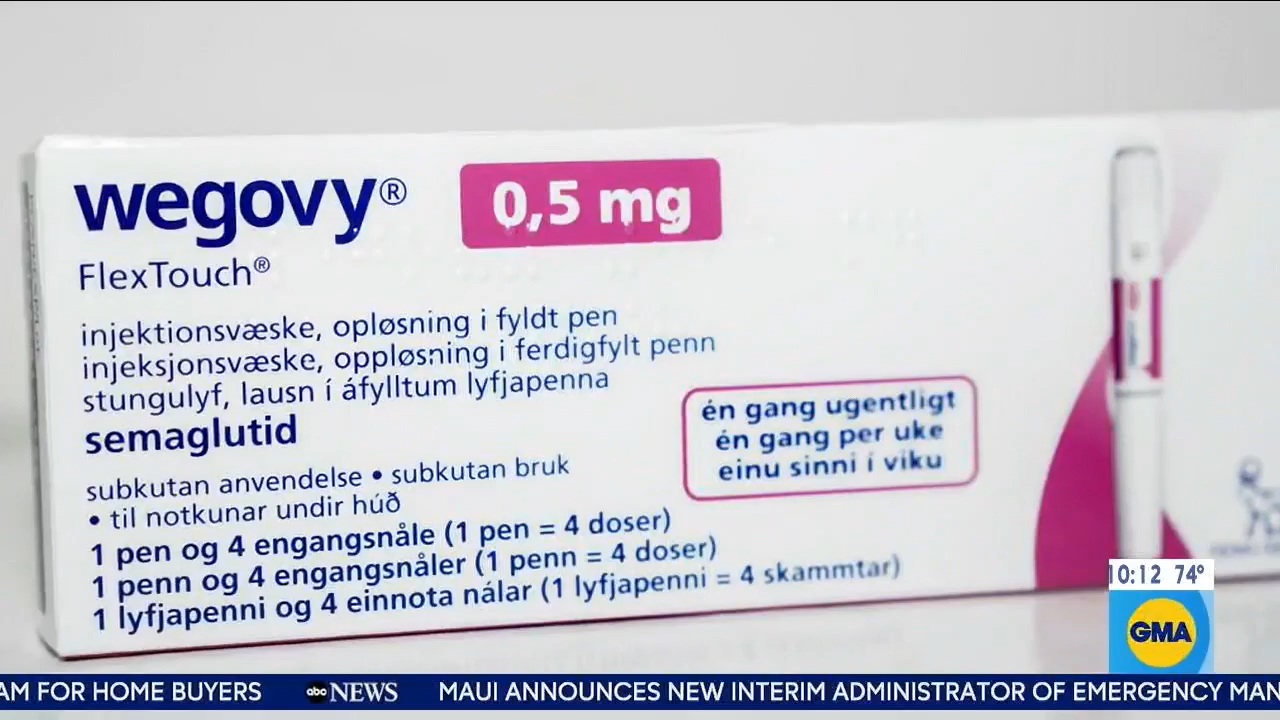 wegovy® 0,5 mg
FlexTouch®
injektionsvæske, opløsning i fyldt pen
injeksjonsvæske, oppløsning i ferdigfylt penn
stungulyf, lausn í áfylltum lyfjapenna
semaglutid
én gang ugentligt
én gang per uke
einu sinni í viku
subkutan anvendelse • subkutan bruk
• til notkunar undir húð
1 pen og 4 engangsnåle (1 pen = 4 doser)
1 penn og 4 engangsnåler (1 penn = 4 doser)
1 lyfjapenni og 4 einnota nálar (1 lyfjapenni = 4 skammtar)
10:12 74°
GMA
AM FOR HOME BUYERS abc NEWS MAUI ANNOUNCES NEW INTERIM ADMINISTRATOR OF EMERGENCY MAN